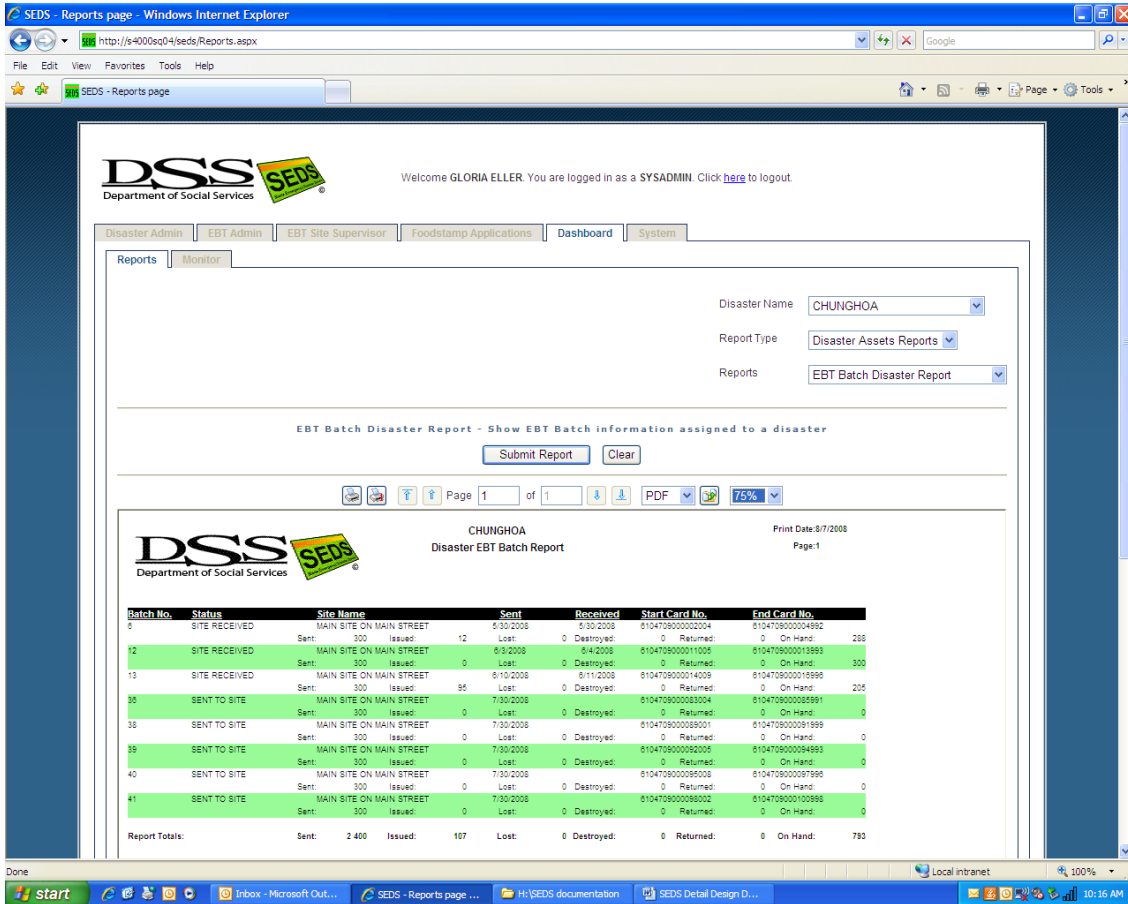 SEDS - Reports page - Windows Internet Explorer
http://s4000sq04/seds/Reports.aspx
Google
File Edit View Favorites Tools Help
SEDS - Reports page
Page Tools
DSS SEDS
Department of Social Services
Welcome GLORIA ELLER. You are logged in as a SYSADMIN. Click here to logout.
Disaster Admin EBT Admin EBT Site Supervisor Foodstamp Applications Dashboard System
Reports Monitor
Disaster Name CHUNGHOA
Report Type Disaster Assets Reports
Reports EBT Batch Disaster Report
EBT Batch Disaster Report - Show EBT Batch information assigned to a disaster
Submit Report Clear
Page 1 of 1 PDF 75%
DSS SEDS ©
Department of Social Services
CHUNGHOA
Disaster EBT Batch Report
Print Date:8/7/2008
Page:1
Batch No. Status Site Name Sent Received Start Card No. End Card No.
6 SITE RECEIVED MAIN SITE ON MAIN STREET 5/30/2008 5/30/2008 6104709000002004 6104709000004992
Sent: 300 Issued: 12 Lost: 0 Destroyed: 0 Returned: 0 On Hand: 288
12 SITE RECEIVED MAIN SITE ON MAIN STREET 6/3/2008 6/4/2008 6104709000011005 6104709000013993
Sent: 300 Issued: 0 Lost: 0 Destroyed: 0 Returned: 0 On Hand: 300
13 SITE RECEIVED MAIN SITE ON MAIN STREET 6/10/2008 6/11/2008 6104709000014009 6104709000016996
Sent: 300 Issued: 95 Lost: 0 Destroyed: 0 Returned: 0 On Hand: 205
36 SENT TO SITE MAIN SITE ON MAIN STREET 7/30/2008 6104709000083004 6104709000085991
Sent: 300 Issued: 0 Lost: 0 Destroyed: 0 Returned: 0 On Hand: 0
38 SENT TO SITE MAIN SITE ON MAIN STREET 7/30/2008 6104709000089001 6104709000091999
Sent: 300 Issued: 0 Lost: 0 Destroyed: 0 Returned: 0 On Hand: 0
39 SENT TO SITE MAIN SITE ON MAIN STREET 7/30/2008 6104709000092005 6104709000094993
Sent: 300 Issued: 0 Lost: 0 Destroyed: 0 Returned: 0 On Hand: 0
40 SENT TO SITE MAIN SITE ON MAIN STREET 7/30/2008 6104709000095008 6104709000097996
Sent: 300 Issued: 0 Lost: 0 Destroyed: 0 Returned: 0 On Hand: 0
41 SENT TO SITE MAIN SITE ON MAIN STREET 7/30/2008 6104709000098002 6104709000100998
Sent: 300 Issued: 0 Lost: 0 Destroyed: 0 Returned: 0 On Hand: 0
Report Totals: Sent: 2 400 Issued: 107 Lost: 0 Destroyed: 0 Returned: 0 On Hand: 793
Done Local intranet 100%
start Inbox - Microsoft Out... SEDS - Reports page ... H:\SEDS documentation SEDS Detail Design D... 10:16 AM